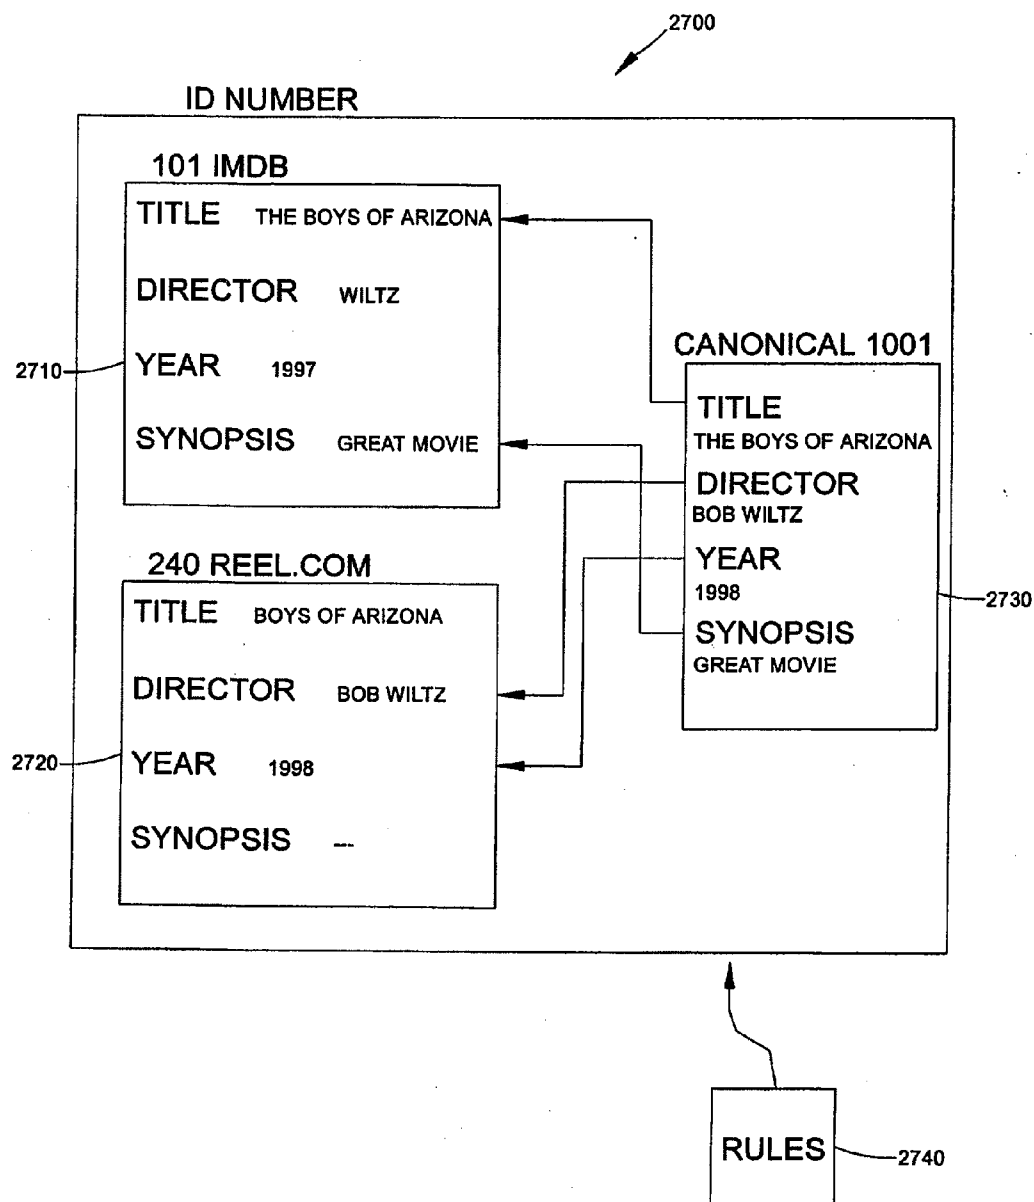 2700
ID NUMBER
101 IMDB
TITLE THE BOYS OF ARIZONA
DIRECTOR WILTZ
2710
YEAR 1997
SYNOPSIS GREAT MOVIE
240 REEL.COM
TITLE BOYS OF ARIZONA
DIRECTOR BOB WILTZ
2720
YEAR 1998
SYNOPSIS ---
CANONICAL 1001
TITLE
THE BOYS OF ARIZONA
DIRECTOR
BOB WILTZ
YEAR
1998
2730
SYNOPSIS
GREAT MOVIE
RULES
2740